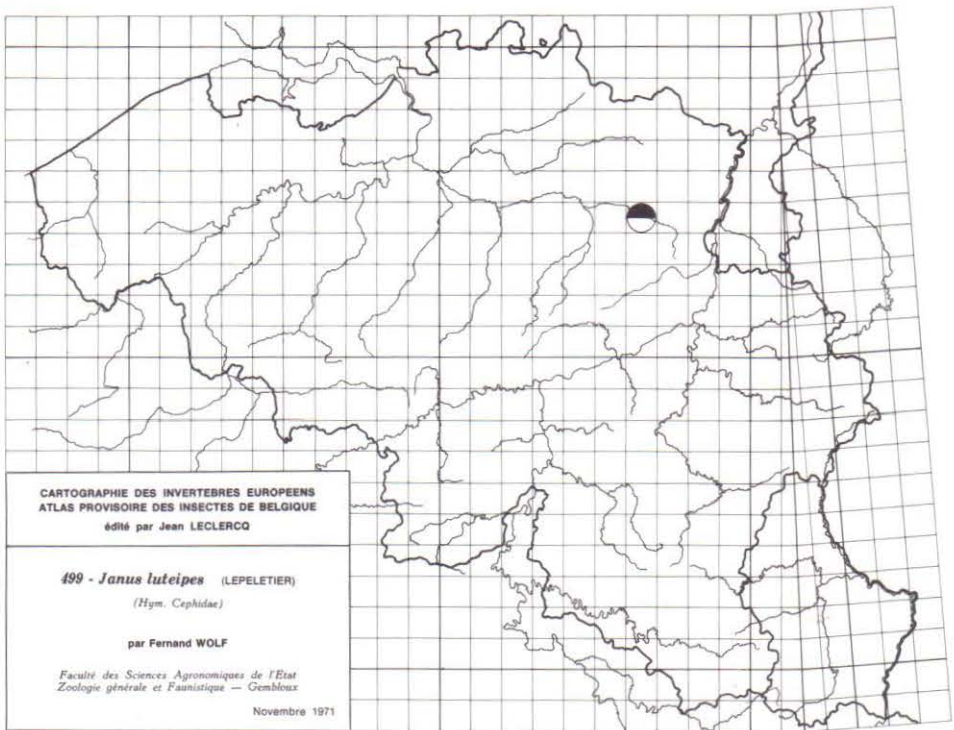 CARTOGRAPHIE DES INVERTEBRES EUROPEENS
ATLAS PROVISOIRE DES INSECTES DE BELGIQUE
édité par Jean LECLERCQ
499 - Janus luteipes (LEPELETIER)
(Hym. Cephidae)
par Fernand WOLF
Faculté des Sciences Agronomiques de l'Etat
Zoologie générale et Faunistique — Gembloux
Novembre 1971